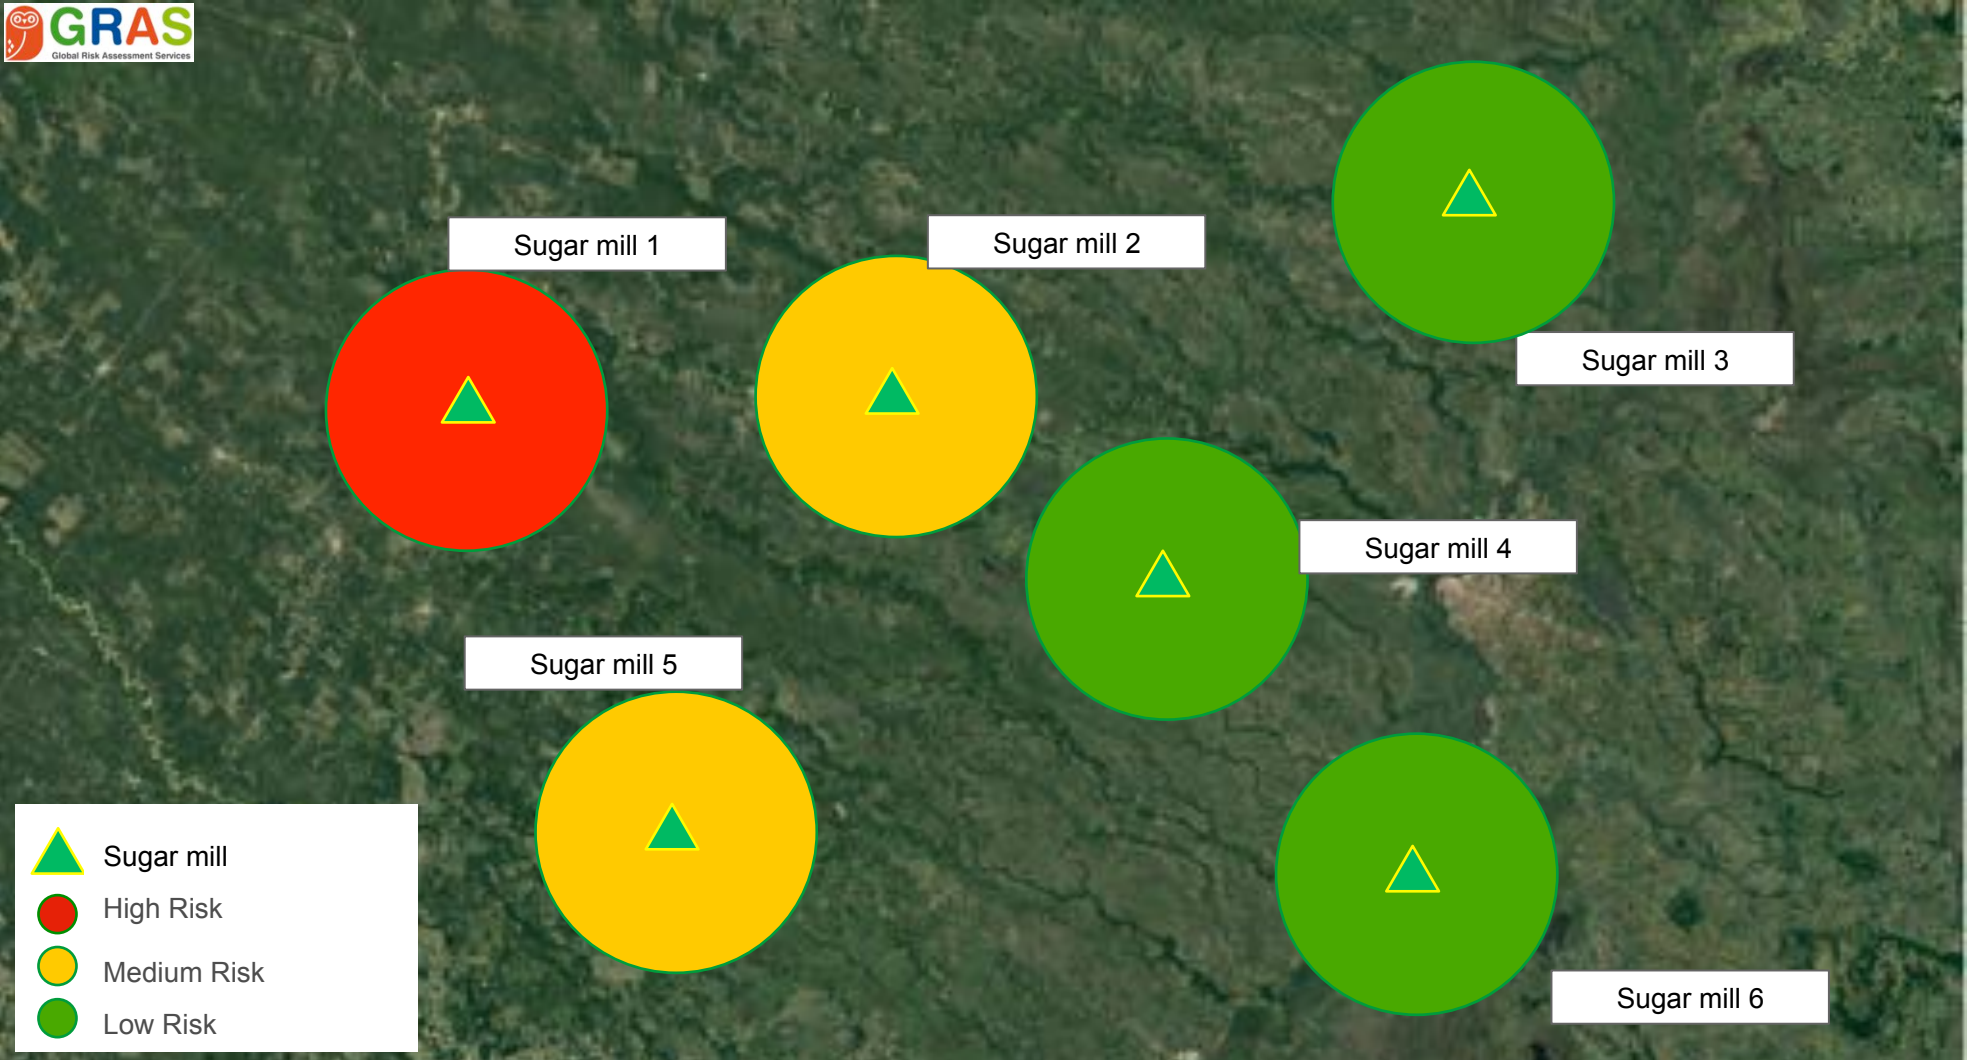 GRAS
Global Risk Assessment Services
Sugar mill 1
Sugar mill 2
Sugar mill 3
Sugar mill 4
Sugar mill 5
Sugar mill 6
Sugar mill
High Risk
Medium Risk
Low Risk